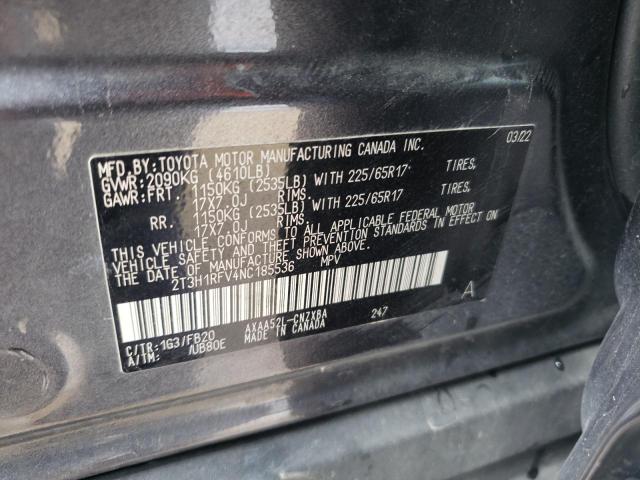 MFD.BY:TOYOTA MOTOR MANUFACTURING CANADA INC. 03/22
GVWR:2090KG (4610LB)
GAWR:FRT. 1150KG (2535LB) WITH 225/65R17 TIRES,
17X7.0J RIMS
RR. 1150KG (2535LB) WITH 225/65R17 TIRES,
17X7.0J RIMS
THIS VEHICLE CONFORMS TO ALL APPLICABLE FEDERAL MOTOR
VEHICLE SAFETY AND THEFT PREVENTION STANDARDS IN EFFECT ON
THE DATE OF MANUFACTURE SHOWN ABOVE.
2T3H1RFV4NC185536 MPV
A
C/TR:1G3/FB20 AXAA52L-CNZXBA 247
A/TM: /UB80E MADE IN CANADA